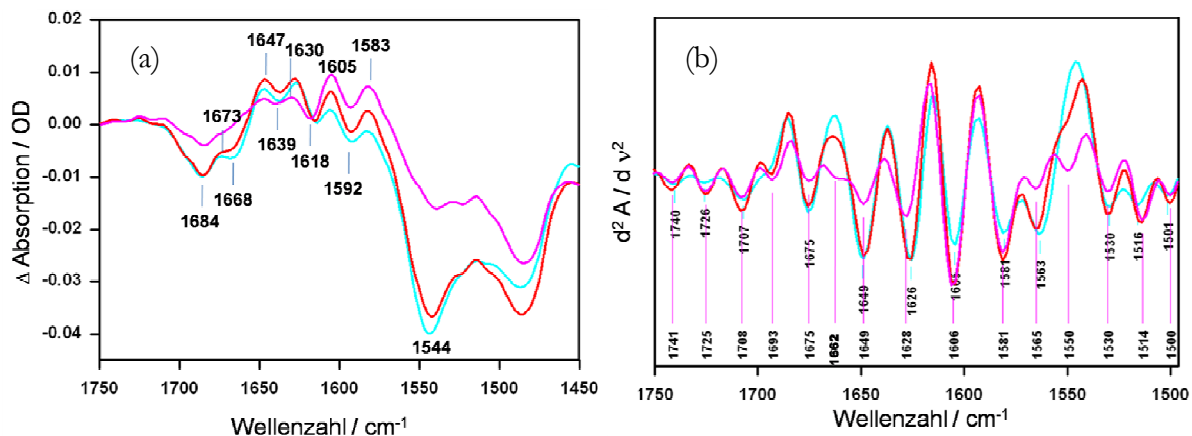 (a)
Δ Absorption / OD
0.02
0.01
0.00
-0.01
-0.02
-0.03
-0.04
1647 1630 1605 1583
1673
1639
1618
1592
1684 1668
1544
1750 1700 1650 1600 1550 1500 1450
Wellenzahl / cm⁻¹
(b)
d² A / d ν²
1740 1726 1707 1675 1649 1626 1581 1563 1530 1516 1501
1741 1725 1708 1693 1675 1662 1649 1628 1606 1581 1565 1550 1530 1514 1500
1750 1700 1650 1600 1550 1500
Wellenzahl / cm⁻¹